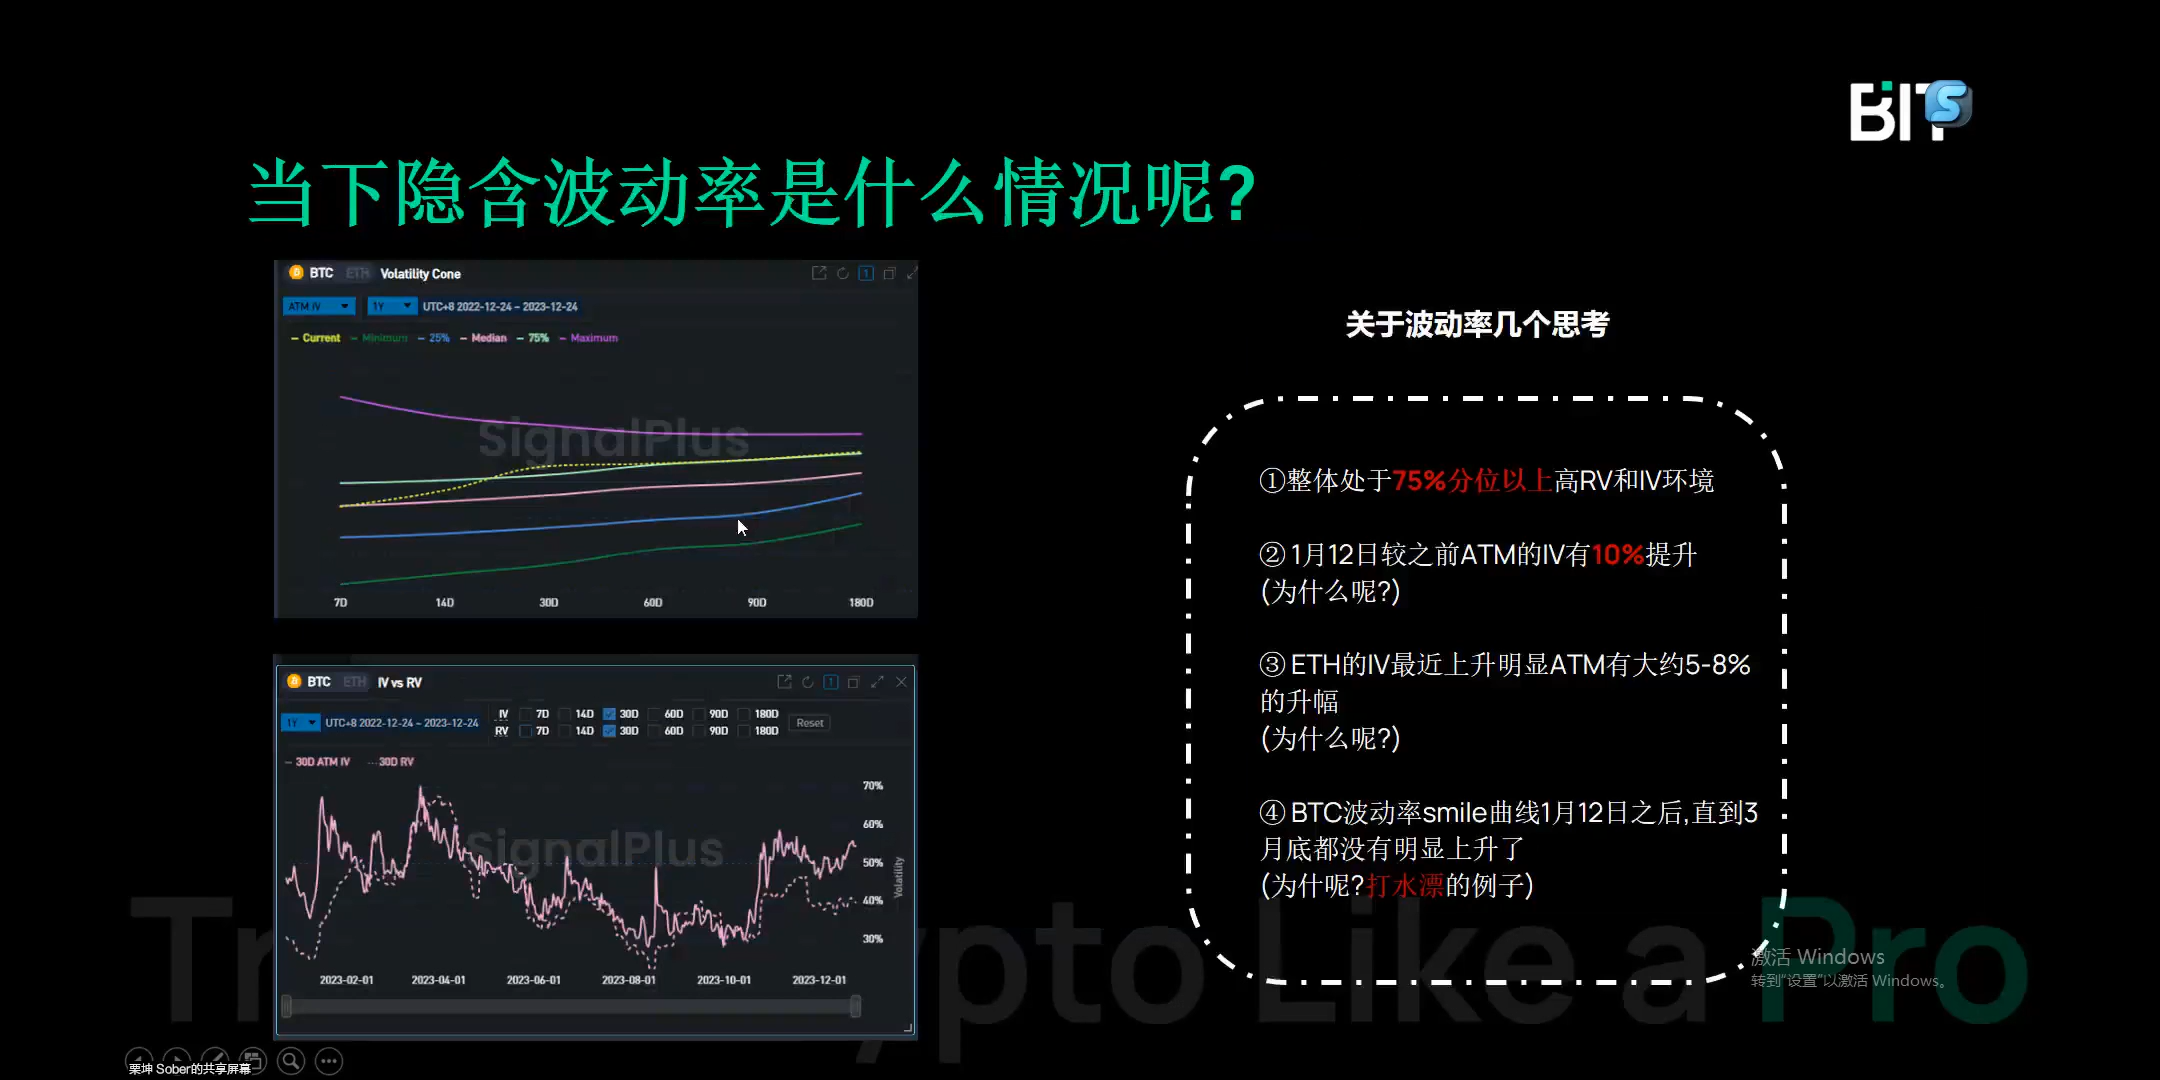 BIT
当下隐含波动率是什么情况呢?
BTC ETH Volatility Cone
ATM IV 1Y UTC+8 2022-12-24 ~ 2023-12-24
Current Minimum 25% Median 75% Maximum
SignalPlus
7D 14D 30D 60D 90D 180D
BTC ETH IV vs RV
1Y UTC+8 2022-12-24 ~ 2023-12-24
IV 7D 14D 30D 60D 90D 180D
RV 7D 14D 30D 60D 90D 180D
Reset
30D ATM IV 30D RV
70%
60%
SignalPlus
50%
40%
30%
Volatility
2023-02-01 2023-04-01 2023-06-01 2023-08-01 2023-10-01 2023-12-01
关于波动率几个思考
①整体处于75%分位以上高RV和IV环境
② 1月12日较之前ATM的IV有10%提升
(为什么呢?)
③ ETH的IV最近上升明显ATM有大约5-8%
的升幅
(为什么呢?)
④ BTC波动率smile曲线1月12日之后,直到3
月底都没有明显上升了
(为什呢?打水漂的例子)
Like a Pro
激活 Windows
转到“设置”以激活 Windows。
栗坤 Sober的共享屏幕